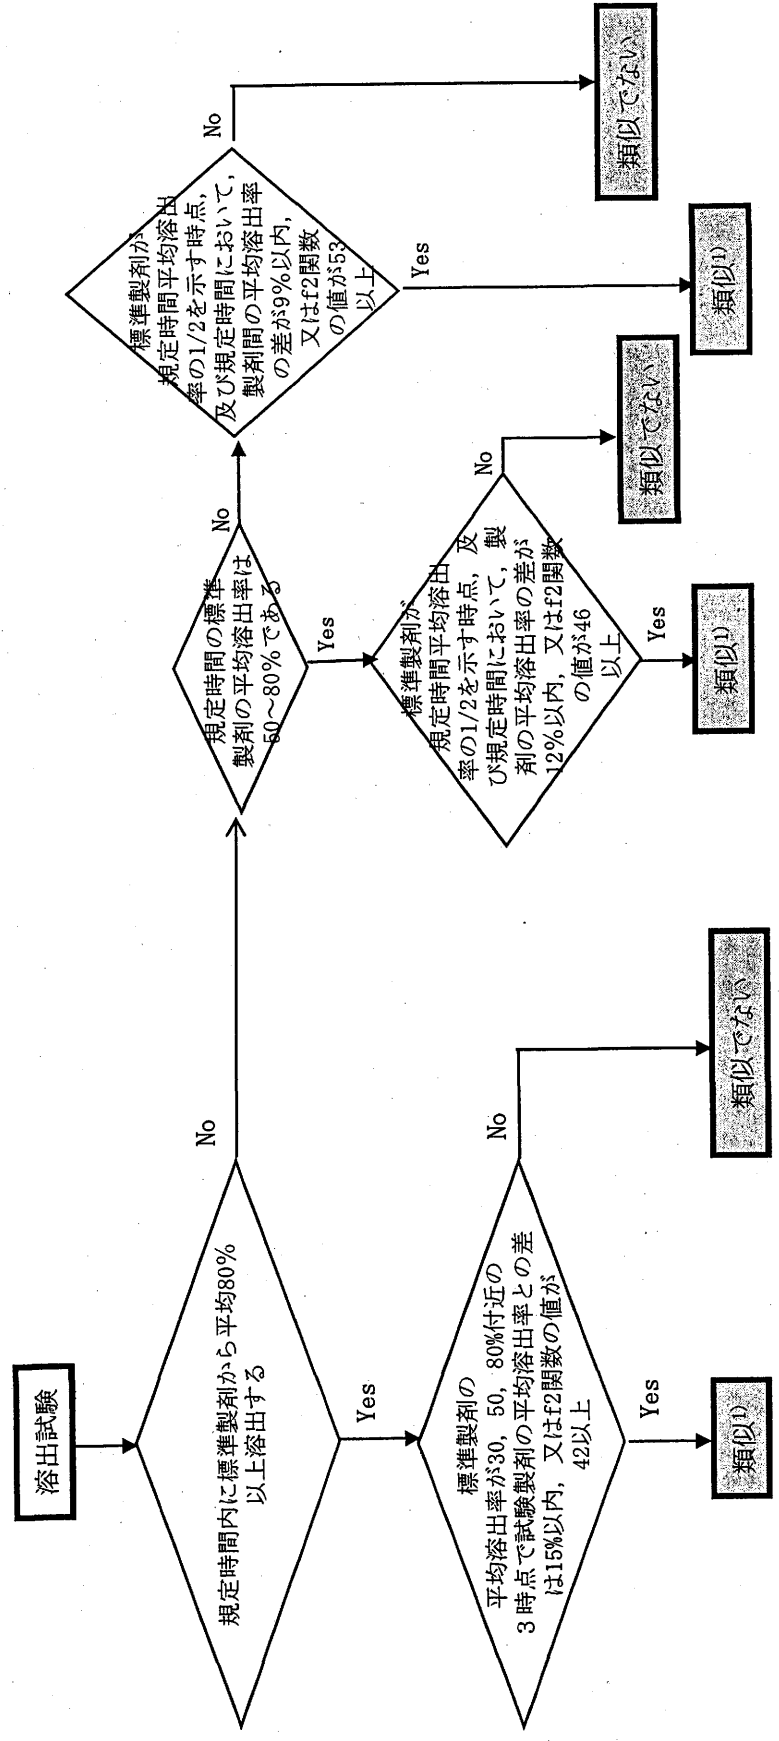 溶出試験
規定時間内に標準製剤から平均80%
以上溶出する
No
Yes
標準製剤の
平均溶出率が30, 50, 80%付近の
3時点で試験製剤の平均溶出率との差
は15%以内, 又はf2関数の値が
42以上
No
Yes
類似1)
類似でない
規定時間の標準
製剤の平均溶出率は
50～80%である
No
Yes
標準製剤が
規定時間平均溶出
率の1/2を示す時点, 及
び規定時間において, 製
剤の平均溶出率の差が
12%以内, 又はf2関数
の値が46
以上
No
Yes
類似1)
類似でない
標準製剤が
規定時間平均溶出
率の1/2を示す時点,
及び規定時間において,
製剤間の平均溶出率
の差が9%以内,
又はf2関数
の値が53
以上
No
Yes
類似1)
類似でない